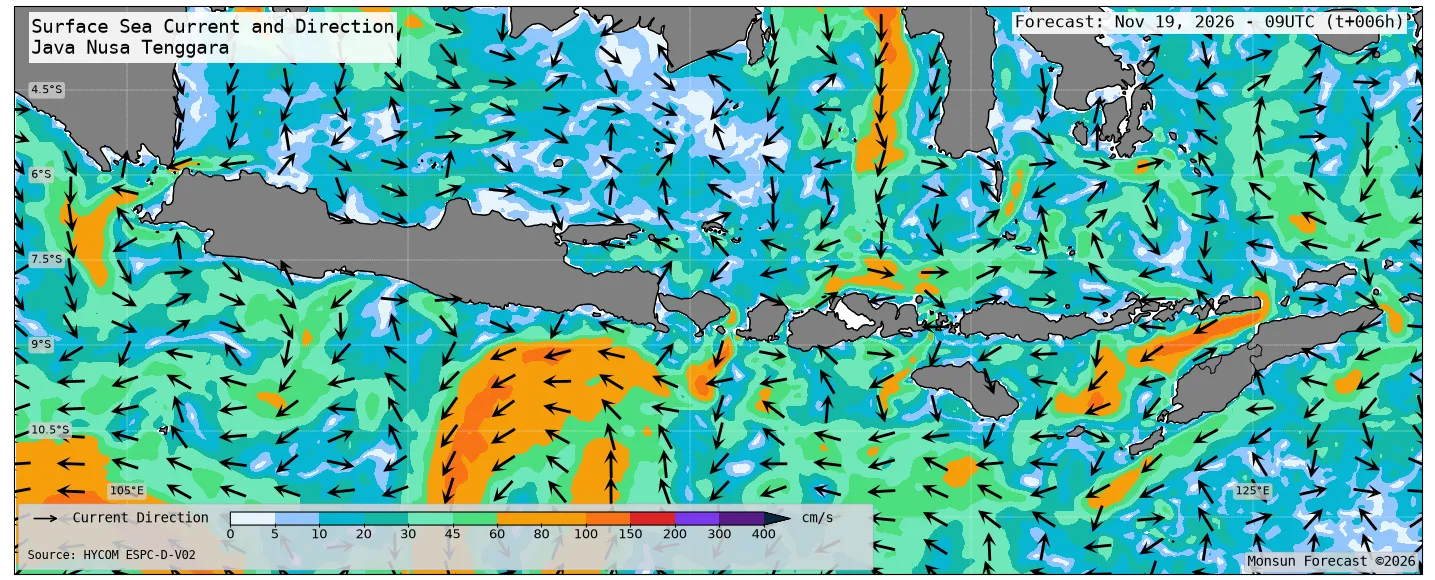 Surface Sea Current and Direction
Java Nusa Tenggara
Forecast: Nov 19, 2026 - 09UTC (t+006h)
4.5°S
6°S
7.5°S
9°S
10.5°S
105°E
125°E
Current Direction
0 5 10 20 30 45 60 80 100 150 200 300 400 cm/s
Source: HYCOM ESPC-D-V02
Monsun Forecast ©2026